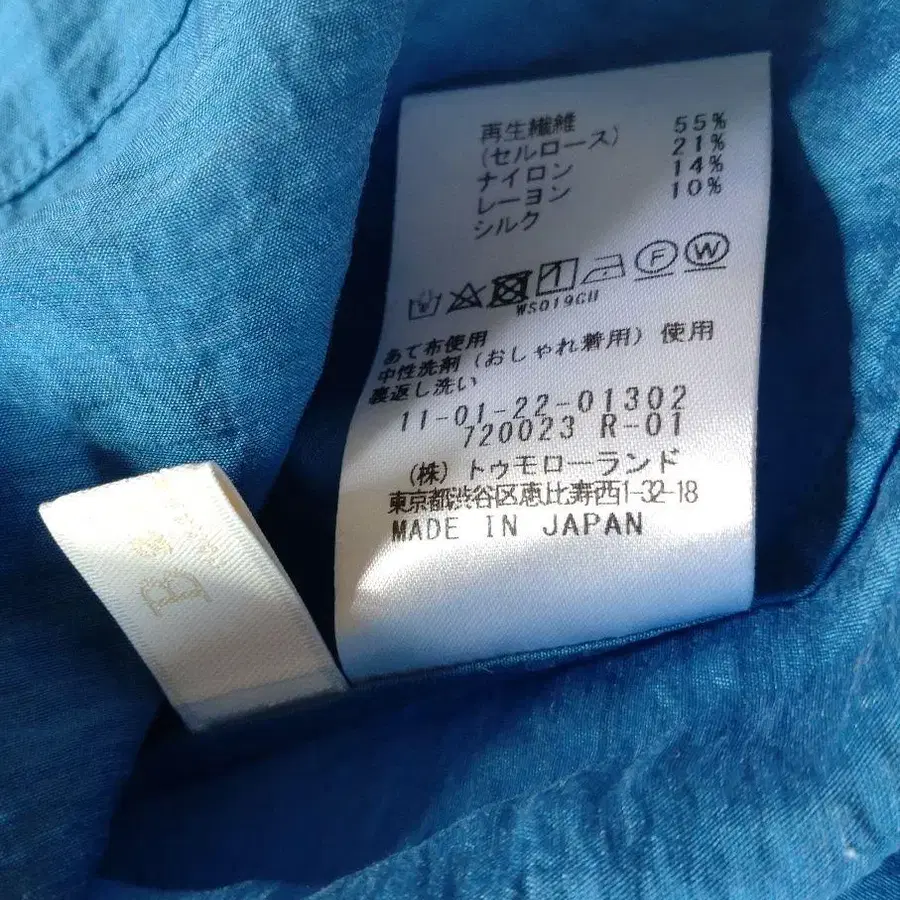 再生繊維 55%
(セルロース) 21%
ナイロン 14%
レーヨン 10%
シルク
1 F W
WS019GU
あて布使用
中性洗剤（おしゃれ着用）使用
裏返し洗い
11-01-22-01302
720023 R-01
(株) トゥモローランド
東京都渋谷区恵比寿西1-32-18
MADE IN JAPAN